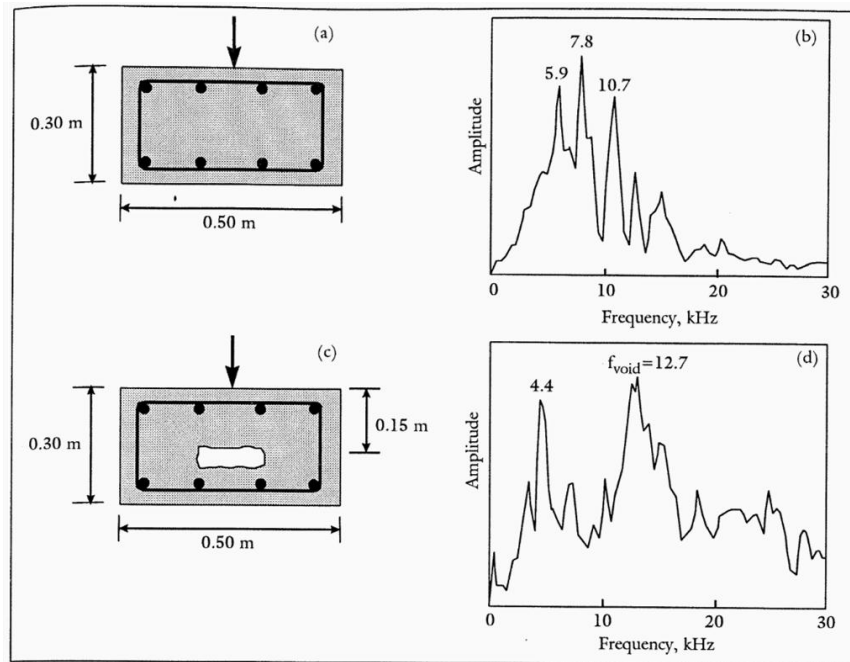 (a)
0.30 m
0.50 m
(b)
7.8
5.9
10.7
Amplitude
0
10
20
30
Frequency, kHz
(c)
0.30 m
0.15 m
0.50 m
(d)
f_void=12.7
4.4
Amplitude
0
10
20
30
Frequency, kHz